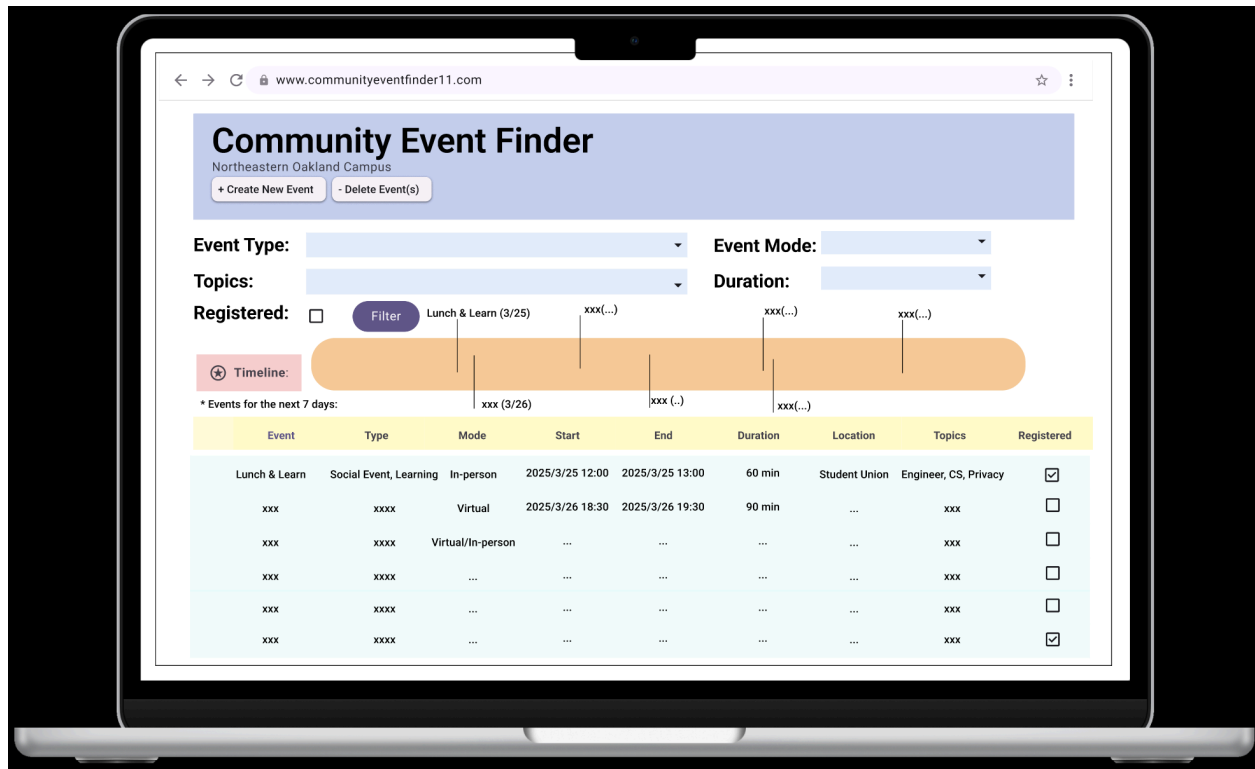 www.communityeventfinder11.com
Community Event Finder
Northeastern Oakland Campus
+ Create New Event - Delete Event(s)
Event Type: Event Mode:
Topics: Duration:
Registered: Filter
Lunch & Learn (3/25) xxx(...) xxx(...) xxx(...)
Timeline:
* Events for the next 7 days: xxx (3/26) xxx (..) xxx(...)
Event Type Mode Start End Duration Location Topics Registered
Lunch & Learn Social Event, Learning In-person 2025/3/25 12:00 2025/3/25 13:00 60 min Student Union Engineer, CS, Privacy
xxx xxxx Virtual 2025/3/26 18:30 2025/3/26 19:30 90 min ... xxx
xxx xxxx Virtual/In-person ... ... ... ... xxx
xxx xxxx ... ... ... ... ... xxx
xxx xxxx ... ... ... ... ... xxx
xxx xxxx ... ... ... ... ... xxx